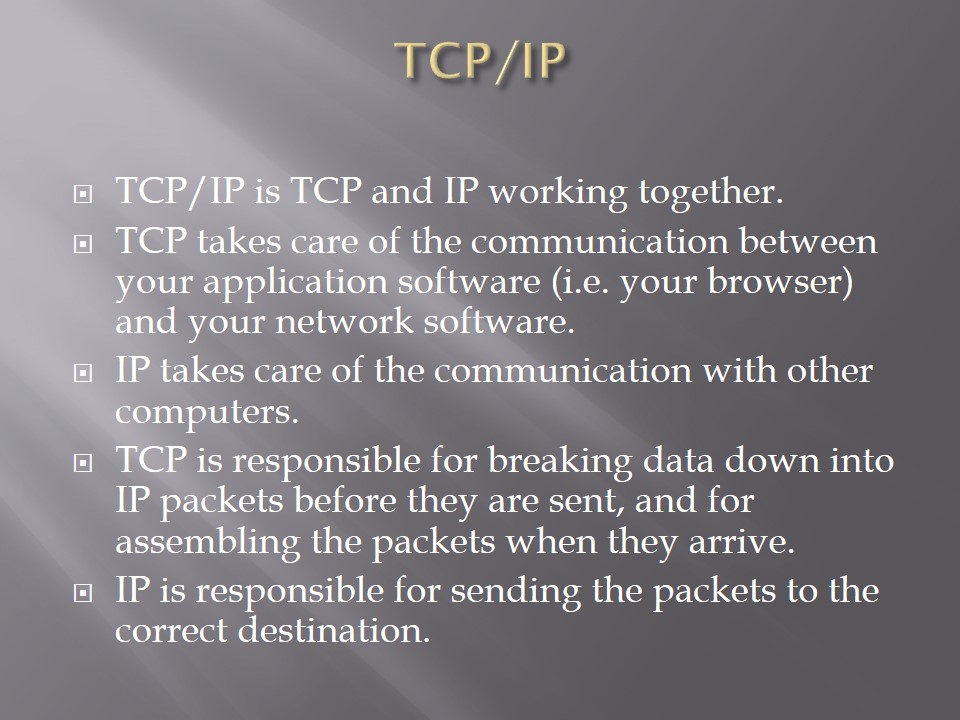 TCP/IP
TCP/IP is TCP and IP working together.
TCP takes care of the communication between
your application software (i.e. your browser)
and your network software.
IP takes care of the communication with other
computers.
TCP is responsible for breaking data down into
IP packets before they are sent, and for
assembling the packets when they arrive.
IP is responsible for sending the packets to the
correct destination.